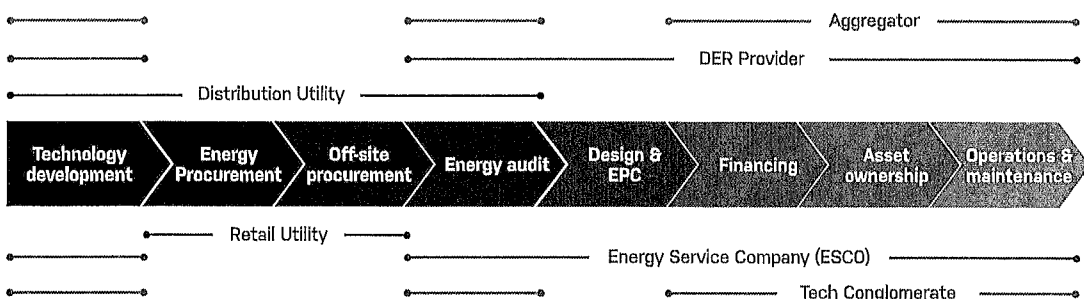 Aggregator
DER Provider
Distribution Utility
Technology
development
Energy
Procurement
Off-site
procurement
Energy audit
Design &
EPC
Financing
Asset
ownership
Operations &
maintenance
Retail Utility
Energy Service Company (ESCO)
Tech Conglomerate